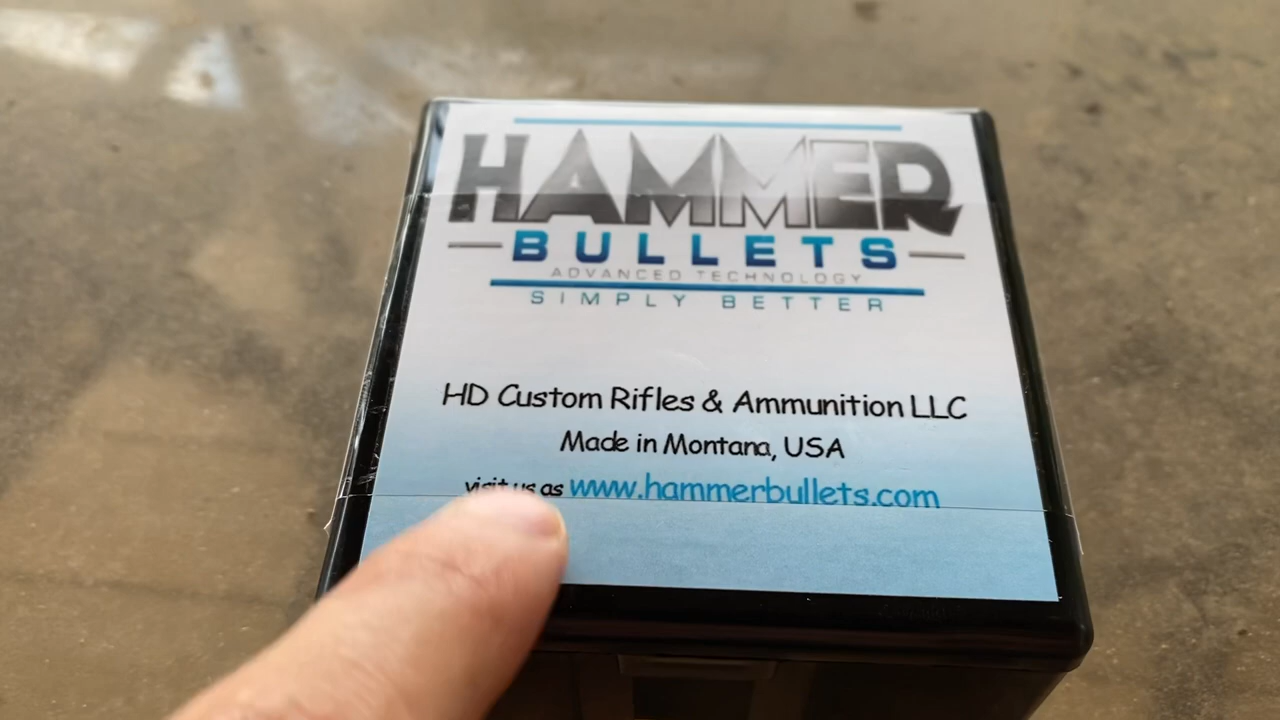 HAMMER
BULLETS
ADVANCED TECHNOLOGY
SIMPLY BETTER
HD Custom Rifles & Ammunition LLC
Made in Montana, USA
visit us as www.hammerbullets.com